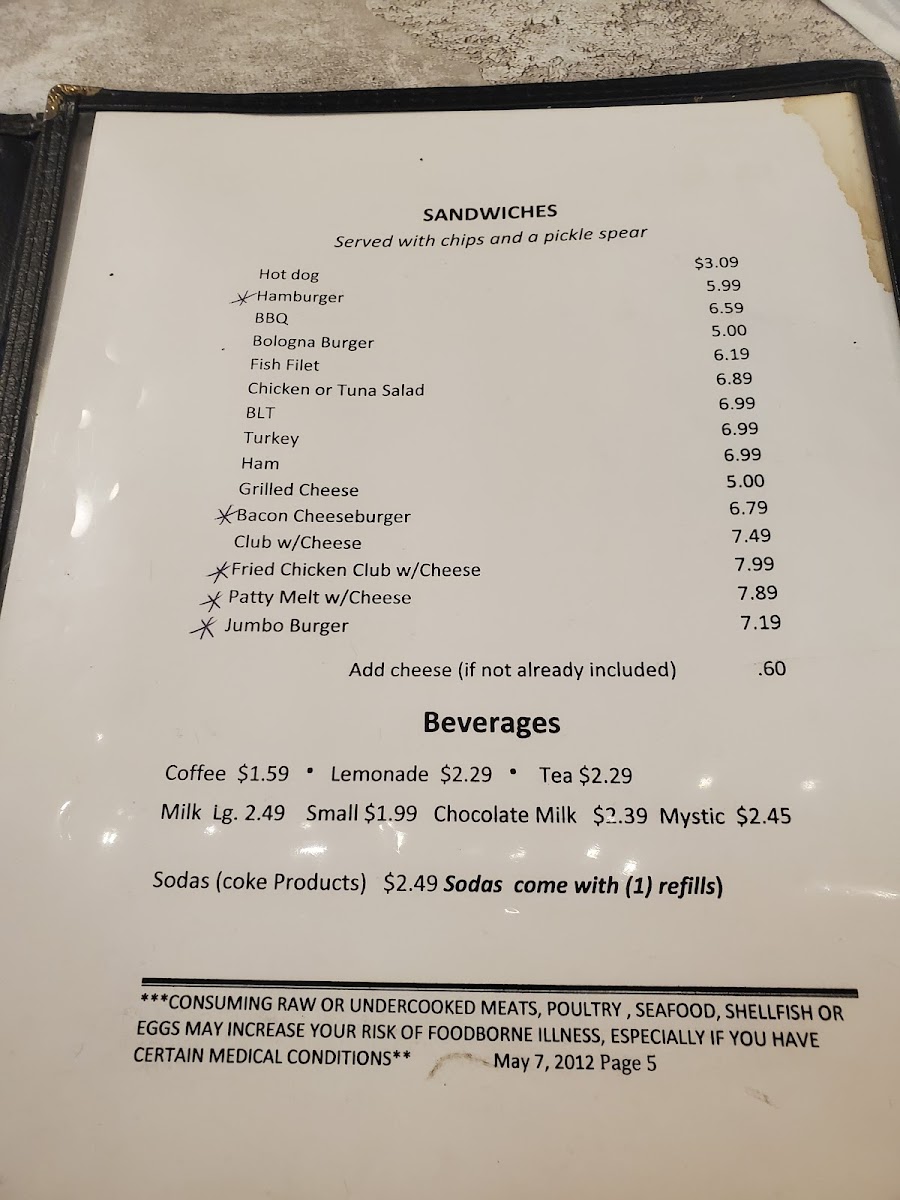 SANDWICHES
Served with chips and a pickle spear
Hot dog $3.09
*Hamburger 5.99
BBQ 6.59
Bologna Burger 5.00
Fish Filet 6.19
Chicken or Tuna Salad 6.89
BLT 6.99
Turkey 6.99
Ham 6.99
Grilled Cheese 5.00
*Bacon Cheeseburger 6.79
Club w/Cheese 7.49
*Fried Chicken Club w/Cheese 7.99
* Patty Melt w/Cheese 7.89
* Jumbo Burger 7.19
Add cheese (if not already included) .60
Beverages
Coffee $1.59 • Lemonade $2.29 • Tea $2.29
Milk Lg. 2.49 Small $1.99 Chocolate Milk $2.39 Mystic $2.45
Sodas (coke Products) $2.49 Sodas come with (1) refills)
***CONSUMING RAW OR UNDERCOOKED MEATS, POULTRY , SEAFOOD, SHELLFISH OR
EGGS MAY INCREASE YOUR RISK OF FOODBORNE ILLNESS, ESPECIALLY IF YOU HAVE
CERTAIN MEDICAL CONDITIONS** May 7, 2012 Page 5